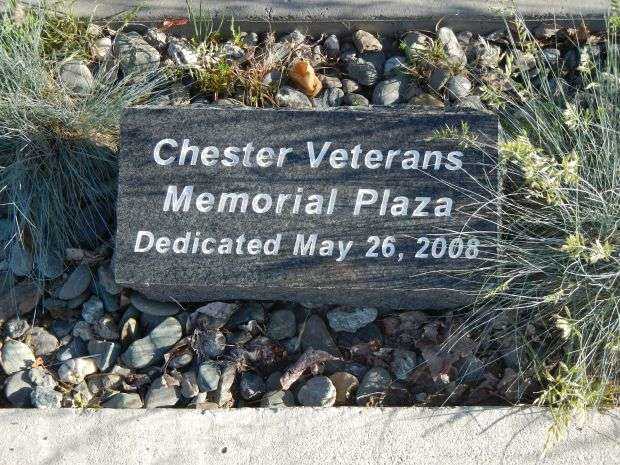 Chester Veterans
Memorial Plaza
Dedicated May 26, 2008